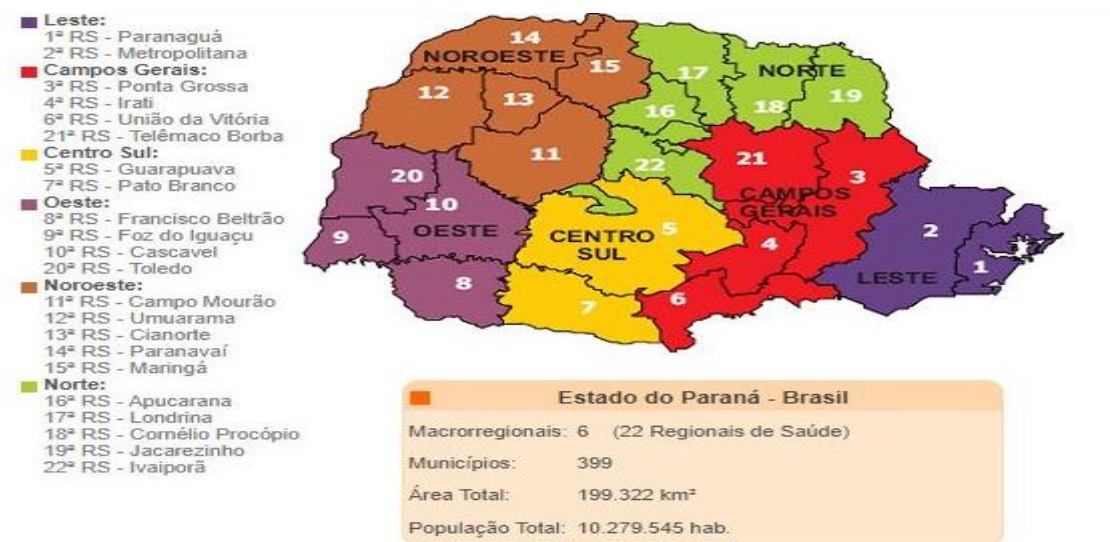 Leste:
1ª RS - Paranaguá
2ª RS - Metropolitana
Campos Gerais:
3ª RS - Ponta Grossa
4ª RS - Irati
6ª RS - União da Vitória
21ª RS - Telêmaco Borba
Centro Sul:
5ª RS - Guarapuava
7ª RS - Pato Branco
Oeste:
8ª RS - Francisco Beltrão
9ª RS - Foz do Iguaçu
10ª RS - Cascavel
20ª RS - Toledo
Noroeste:
11ª RS - Campo Mourão
12ª RS - Umuarama
13ª RS - Cianorte
14ª RS - Paranavaí
15ª RS - Maringá
Norte:
16ª RS - Apucarana
17ª RS - Londrina
18ª RS - Cornélio Procópio
19ª RS - Jacarezinho
22ª RS - Ivaiporã
14
NOROESTE
15
17
NORTE
12
13
16
18
19
11
22
21
3
20
CAMPOS
GERAIS
10
9
OESTE
CENTRO
SUL
5
4
2
1
LESTE
8
7
6
Estado do Paraná - Brasil
Macrorregionais: 6 (22 Regionais de Saúde)
Municípios: 399
Área Total: 199.322 km²
População Total: 10.279.545 hab.